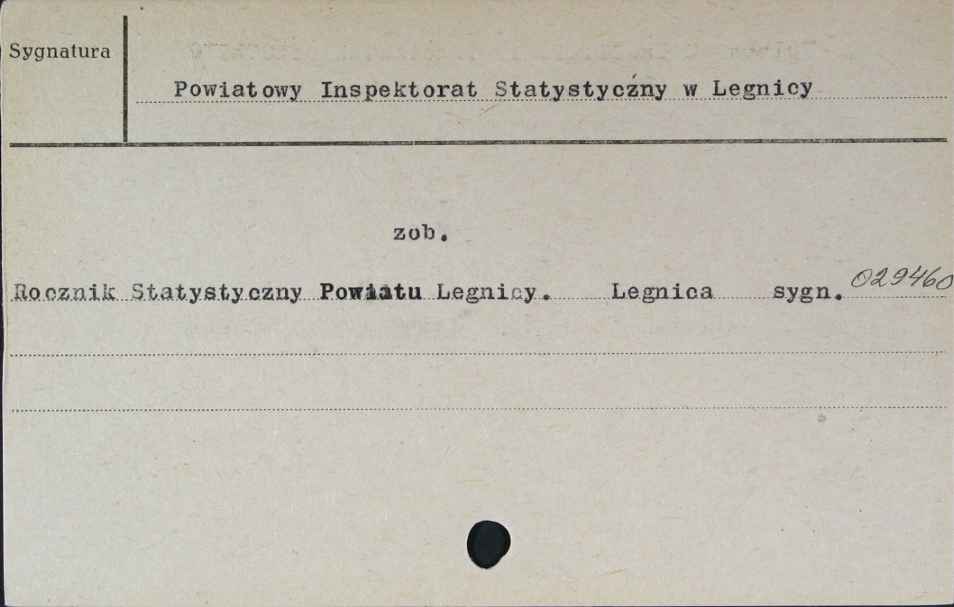 Sygnatura
Powiatowy Inspektorat Statystyczny w Legnicy
zob.
Rocznik Statystyczny Powiatu Legnicy. Legnica sygn. 029460